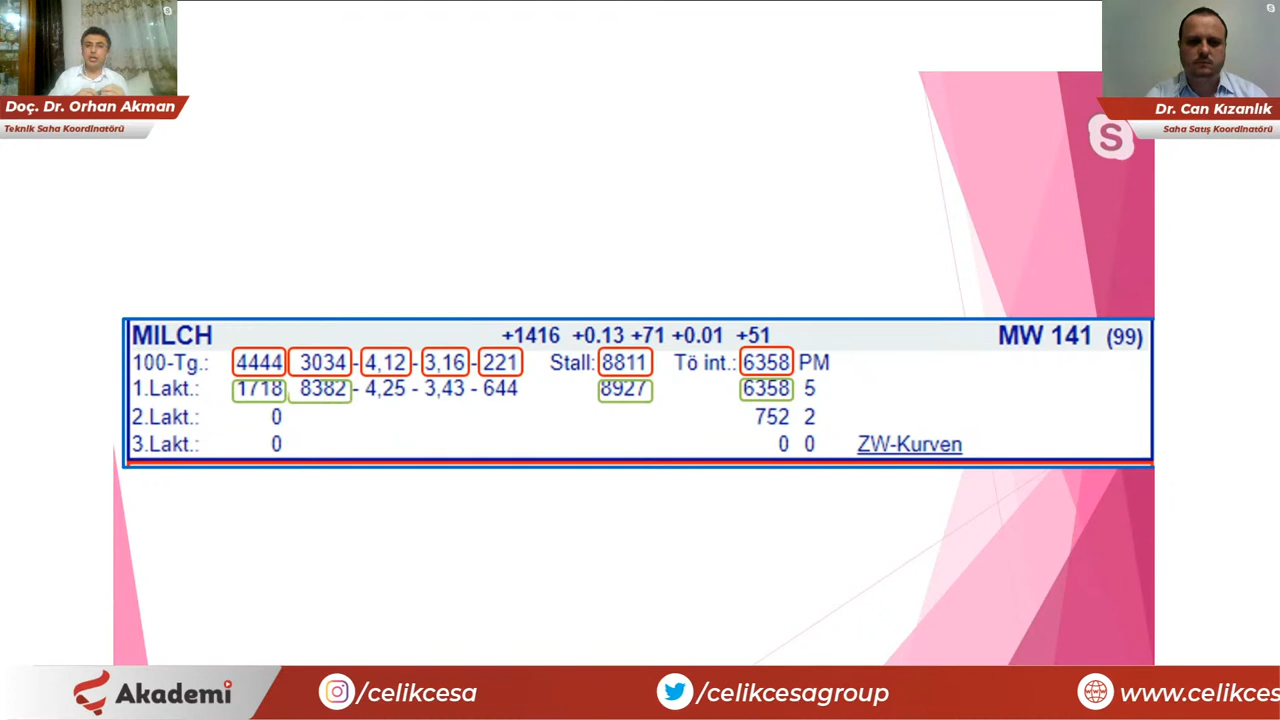 Doç. Dr. Orhan Akman
Teknik Saha Koordinatörü
Dr. Can Kızanlık
Saha Satış Koordinatörü
S
MILCH +1416 +0.13 +71 +0.01 +51 MW 141 (99)
100-Tg.: 4444 3034 - 4,12 - 3,16 - 221 Stall: 8811 Tö int.: 6358 PM
1.Lakt.: 1718 8382 - 4,25 - 3,43 - 644 8927 6358 5
2.Lakt.: 0 752 2
3.Lakt.: 0 0 0 ZW-Kurven
Akademi
/celikcesa
/celikcesagroup
www.celikces